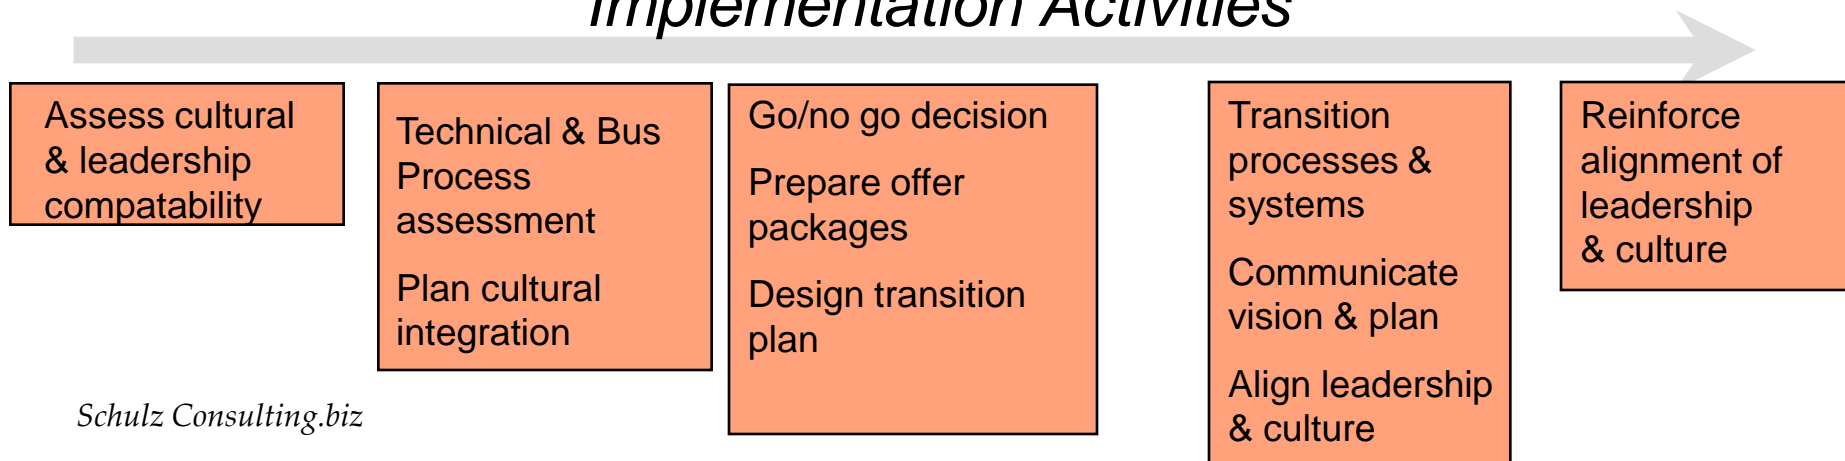 Implementation Activities
Assess cultural
& leadership
compatability
Technical & Bus
Process
assessment
Plan cultural
integration
Go/no go decision
Prepare offer
packages
Design transition
plan
Transition
processes &
systems
Communicate
vision & plan
Align leadership
& culture
Reinforce
alignment of
leadership
& culture
Schulz Consulting.biz